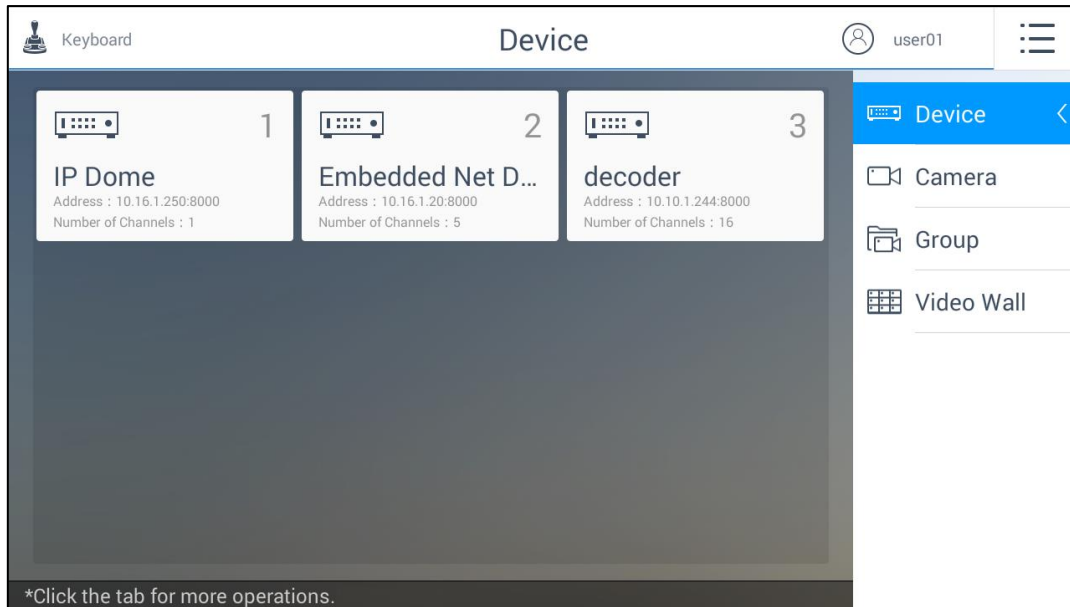 Keyboard
Device
user01
1
IP Dome
Address : 10.16.1.250:8000
Number of Channels : 1
2
Embedded Net D...
Address : 10.16.1.20:8000
Number of Channels : 5
3
decoder
Address : 10.10.1.244:8000
Number of Channels : 16
Device
Camera
Group
Video Wall
*Click the tab for more operations.